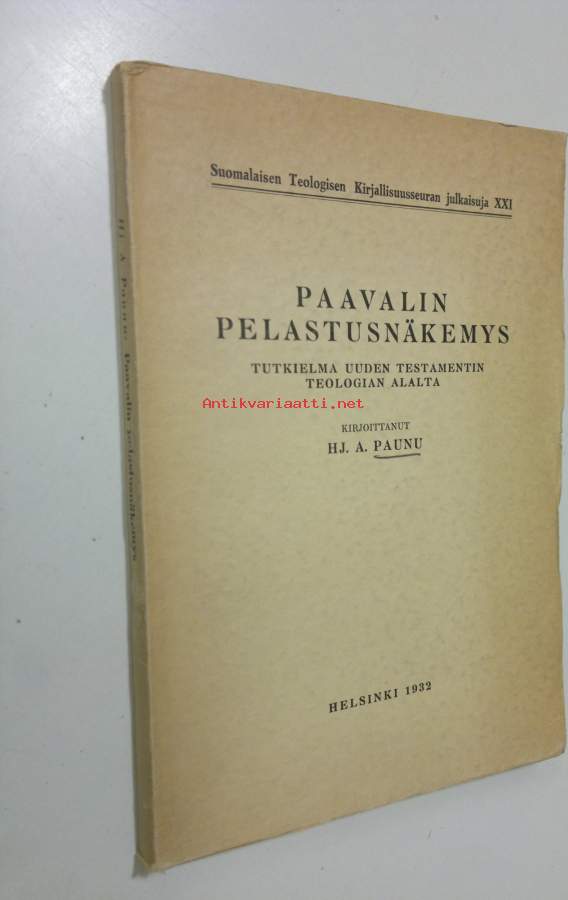 Suomalaisen Teologisen Kirjallisuusseuran julkaisuja XXI
PAAVALIN
PELASTUSNÄKEMYS
TUTKIELMA UUDEN TESTAMENTIN
TEOLOGIAN ALALTA
Antikvariaatti.net
KIRJOITTANUT
HJ. A. PAUNU
HELSINKI 1932
Hj. A. Paunu: Paavalin pelastusnäkemys